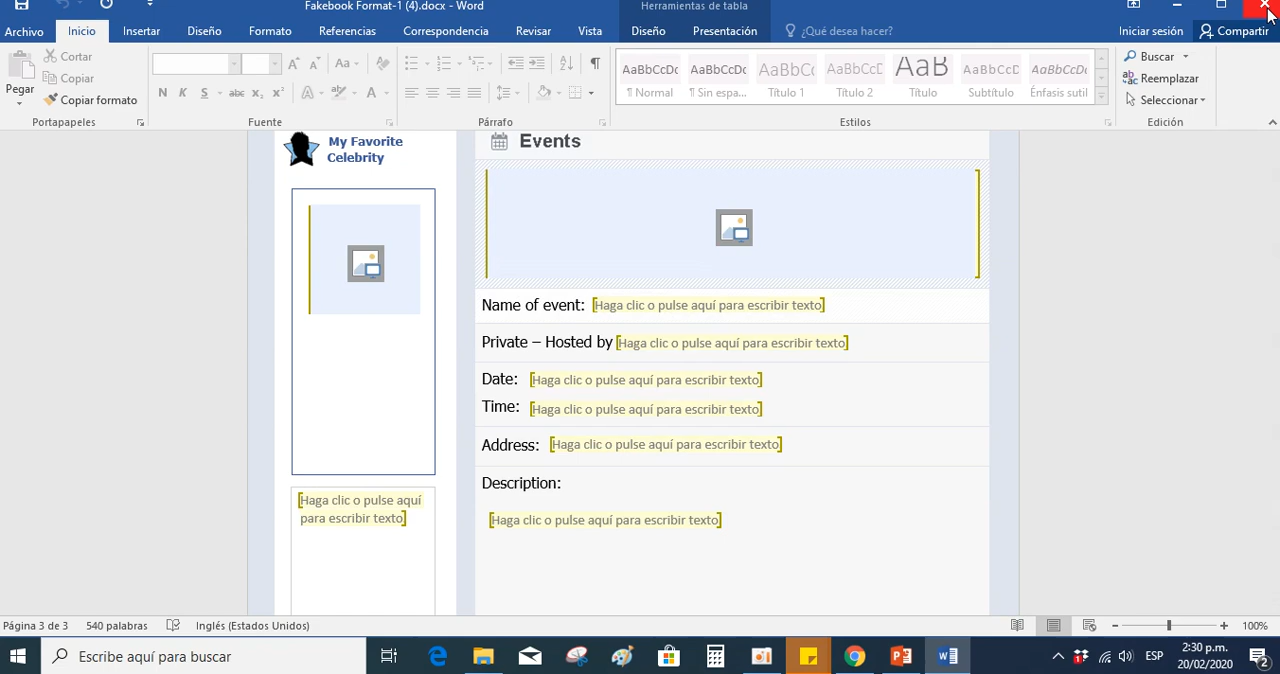 Fakebook Format-1 (4).docx - Word
Herramientas de tabla
Archivo
Inicio
Insertar
Diseño
Formato
Referencias
Correspondencia
Revisar
Vista
Diseño
Presentación
¿Qué desea hacer?
Iniciar sesión
Compartir
Pegar
Cortar
Copiar
Copiar formato
Portapapeles
Aa
N K S abc x₂ x²
A
A
Fuente
Párrafo
AaBbCcDc
¶ Normal
AaBbCcDc
¶ Sin espa...
AaBbCc
Título 1
AaBbCcD
Título 2
AaB
Título
AaBbCcD
Subtítulo
AaBbCcDc
Énfasis sutil
Estilos
Buscar
Reemplazar
Seleccionar
Edición
My Favorite
Celebrity
Haga clic o pulse aquí
para escribir texto
Events
Name of event: Haga clic o pulse aquí para escribir texto
Private – Hosted by Haga clic o pulse aquí para escribir texto
Date: Haga clic o pulse aquí para escribir texto
Time: Haga clic o pulse aquí para escribir texto
Address: Haga clic o pulse aquí para escribir texto
Description:
Haga clic o pulse aquí para escribir texto
Página 3 de 3
540 palabras
Inglés (Estados Unidos)
100%
Escribe aquí para buscar
ESP
2:30 p.m.
20/02/2020
2